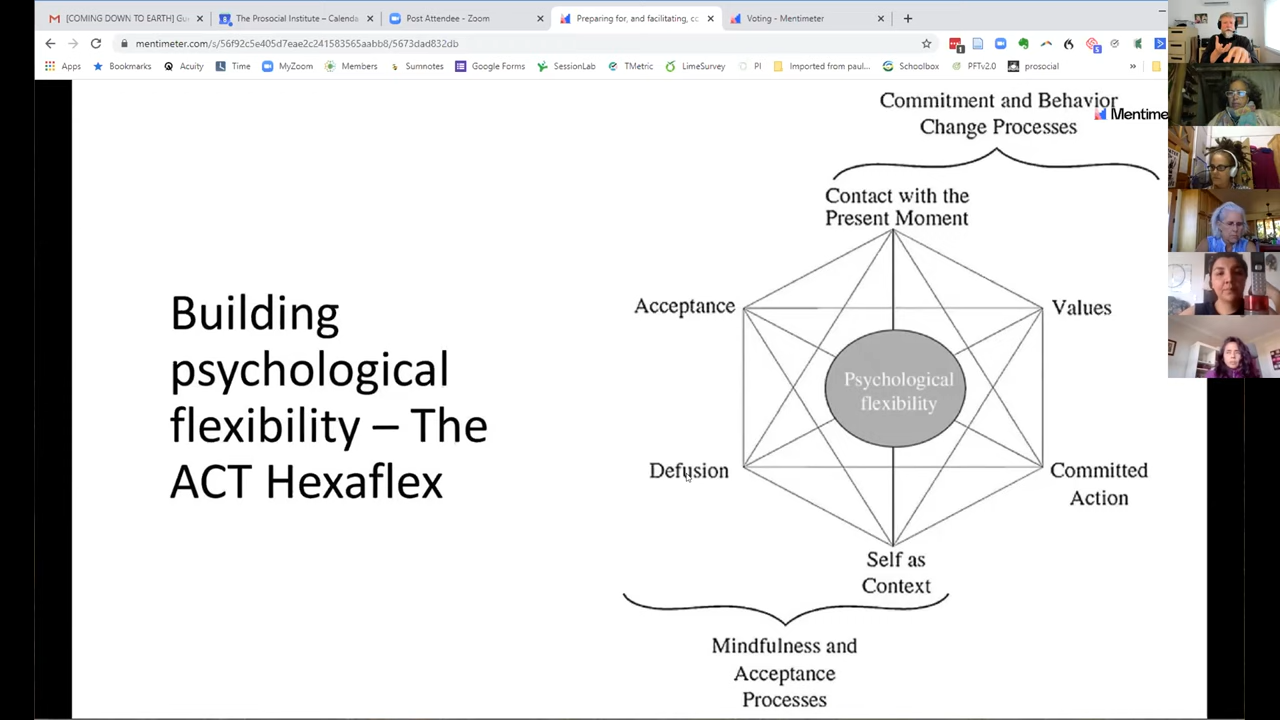 [COMING DOWN TO EARTH] Gu
The Prosocial Institute – Calenda
Post Attendee - Zoom
Preparing for, and facilitating, co
Voting - Mentimeter
mentimeter.com/s/56f92c5e405d7eae2c241583565aabb8/5673dad832db
Apps
Bookmarks
Acuity
Time
MyZoom
Members
Sumnotes
Google Forms
SessionLab
TMetric
LimeSurvey
PI
Imported from paul...
Schoolbox
PFTv2.0
prosocial
»
Commitment and Behavior
Change Processes
Mentime
Contact with the
Present Moment
Acceptance
Values
Building
psychological
flexibility – The
ACT Hexaflex
Psychological
flexibility
Defusion
Committed
Action
Self as
Context
Mindfulness and
Acceptance
Processes